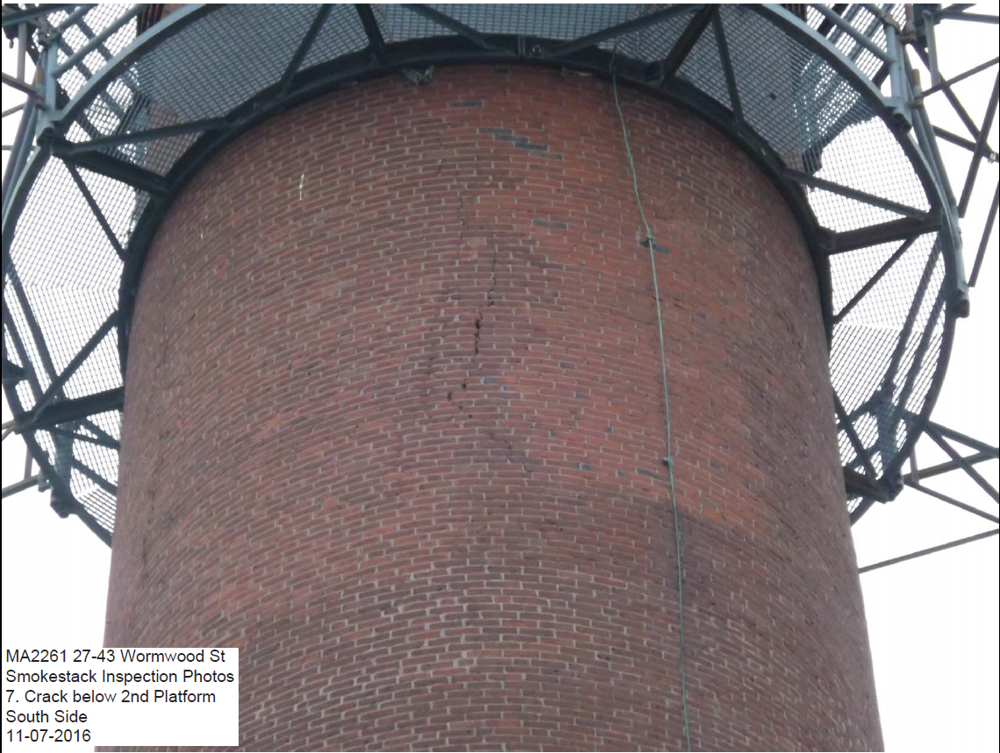 MA2261 27-43 Wormwood St
Smokestack Inspection Photos
7. Crack below 2nd Platform
South Side
11-07-2016